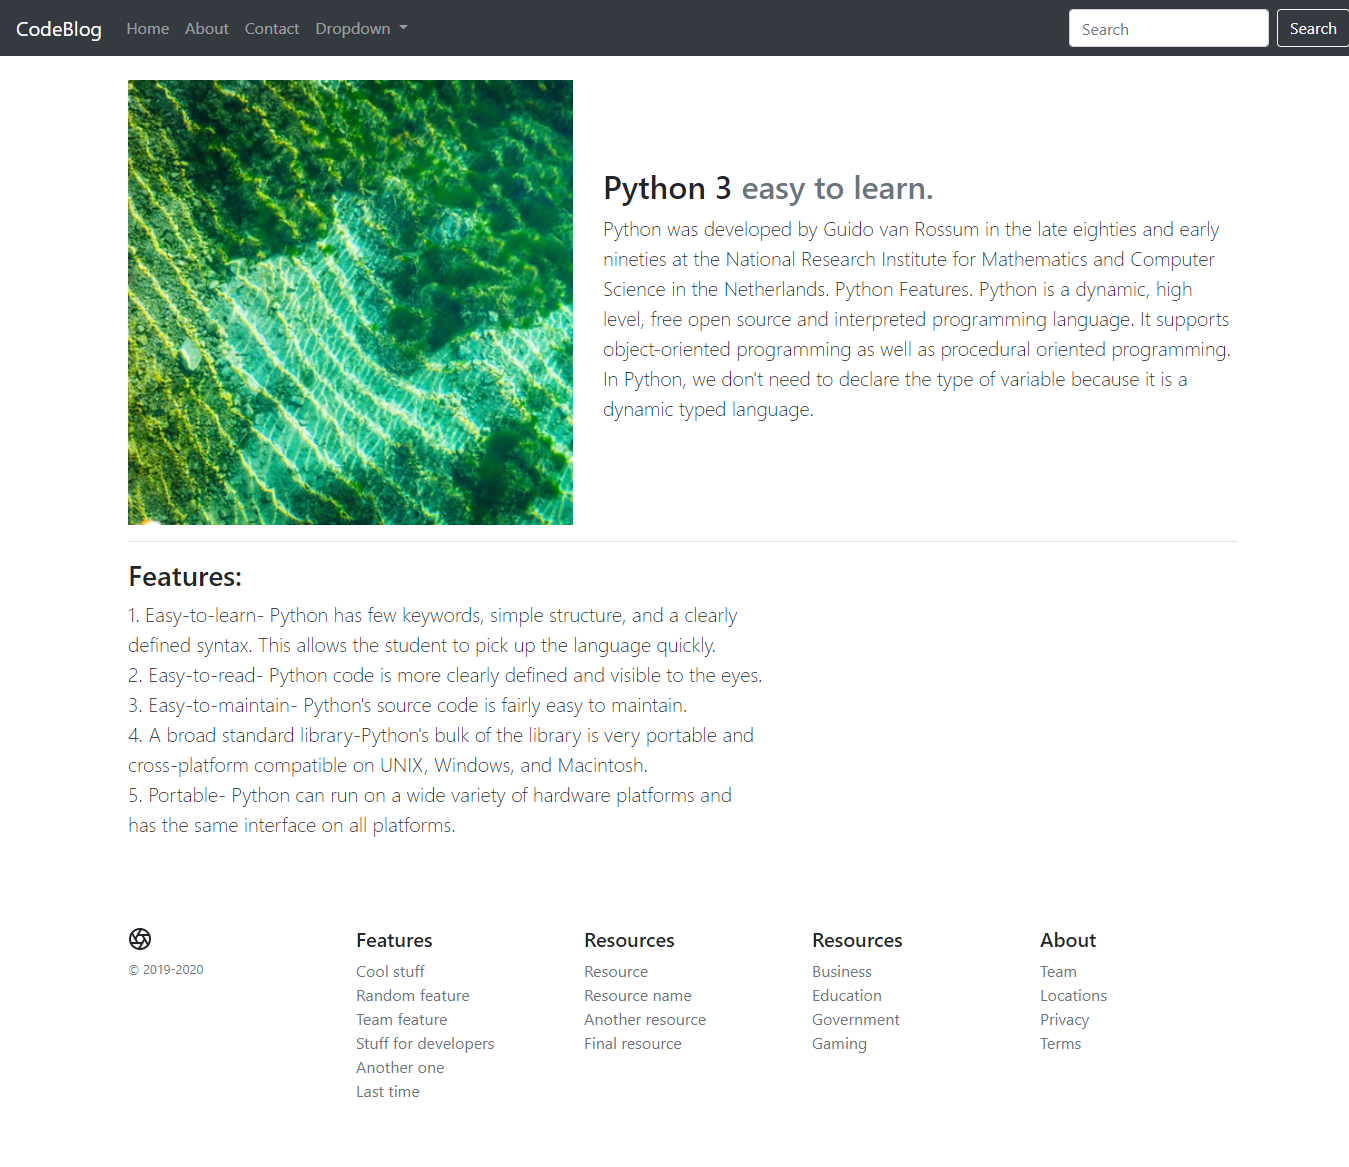 CodeBlog Home About Contact Dropdown Search Search
Python 3 easy to learn.
Python was developed by Guido van Rossum in the late eighties and early
nineties at the National Research Institute for Mathematics and Computer
Science in the Netherlands. Python Features. Python is a dynamic, high
level, free open source and interpreted programming language. It supports
object-oriented programming as well as procedural oriented programming.
In Python, we don't need to declare the type of variable because it is a
dynamic typed language.
Features:
1. Easy-to-learn- Python has few keywords, simple structure, and a clearly
defined syntax. This allows the student to pick up the language quickly.
2. Easy-to-read- Python code is more clearly defined and visible to the eyes.
3. Easy-to-maintain- Python's source code is fairly easy to maintain.
4. A broad standard library-Python's bulk of the library is very portable and
cross-platform compatible on UNIX, Windows, and Macintosh.
5. Portable- Python can run on a wide variety of hardware platforms and
has the same interface on all platforms.
© 2019-2020
Features
Cool stuff
Random feature
Team feature
Stuff for developers
Another one
Last time
Resources
Resource
Resource name
Another resource
Final resource
Resources
Business
Education
Government
Gaming
About
Team
Locations
Privacy
Terms